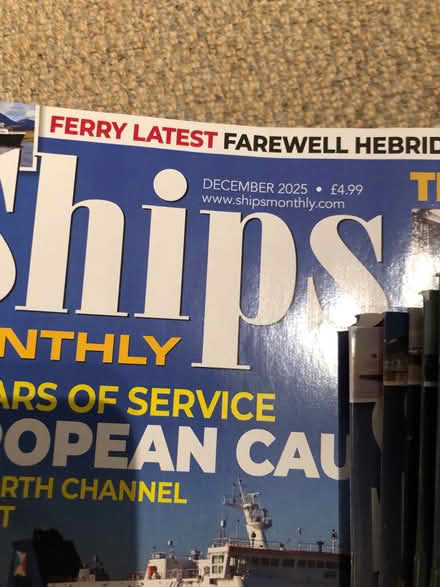 FERRY LATEST FAREWELL HEBRID
Ships
DECEMBER 2025 • £4.99
www.shipsmonthly.com
NTHLY
ARS OF SERVICE
OPEAN CAU
RTH CHANNEL
T